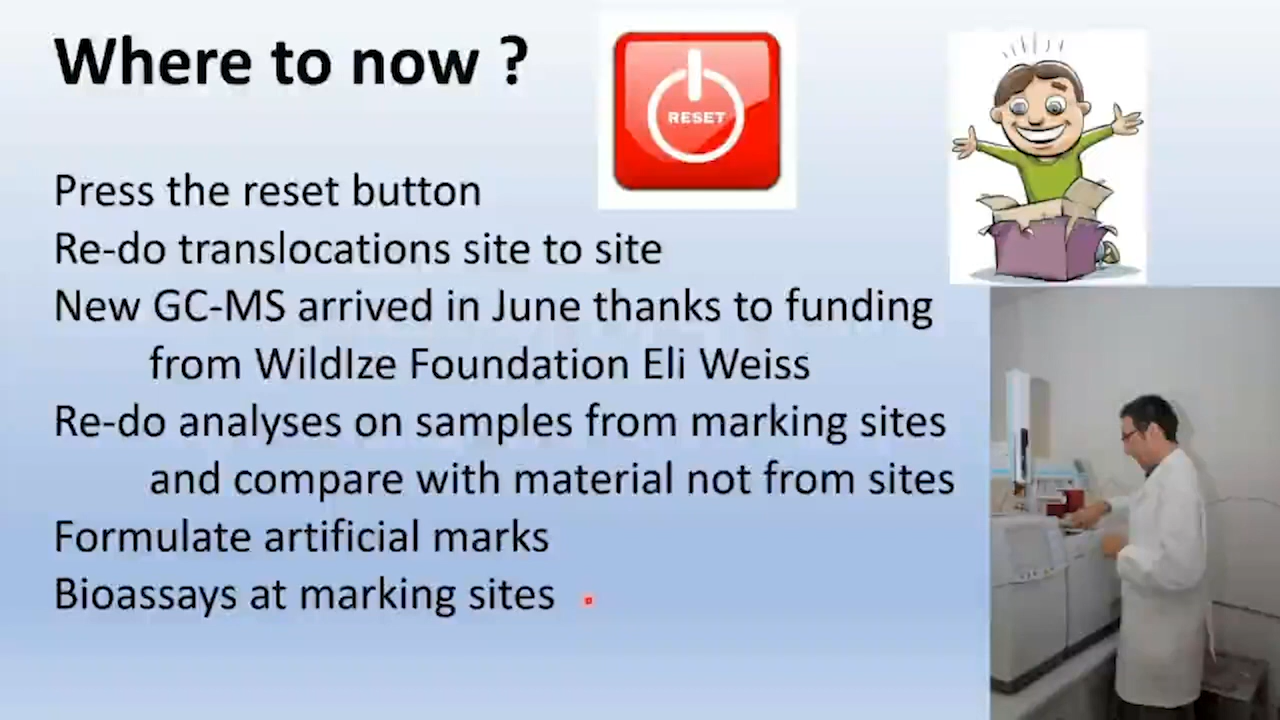 Where to now ?
RESET
Press the reset button
Re-do translocations site to site
New GC-MS arrived in June thanks to funding
from WildIze Foundation Eli Weiss
Re-do analyses on samples from marking sites
and compare with material not from sites
Formulate artificial marks
Bioassays at marking sites